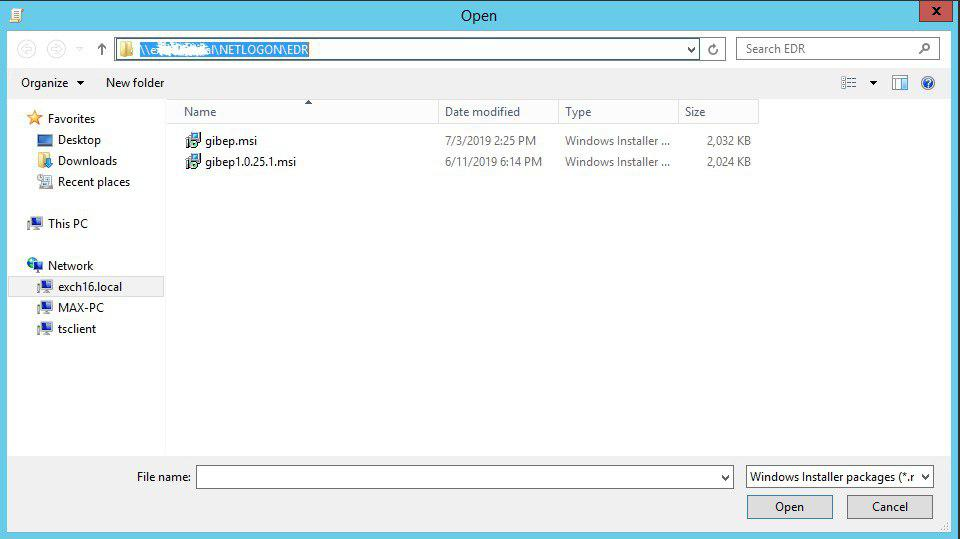 Open
\NETLOGON\EDR
Search EDR
Organize
New folder
Name Date modified Type Size
Favorites
Desktop
Downloads
Recent places
This PC
Network
exch16.local
MAX-PC
tsclient
gibep.msi 7/3/2019 2:25 PM Windows Installer ... 2,032 KB
gibep1.0.25.1.msi 6/11/2019 6:14 PM Windows Installer ... 2,024 KB
File name:
Windows Installer packages (*.r
Open
Cancel